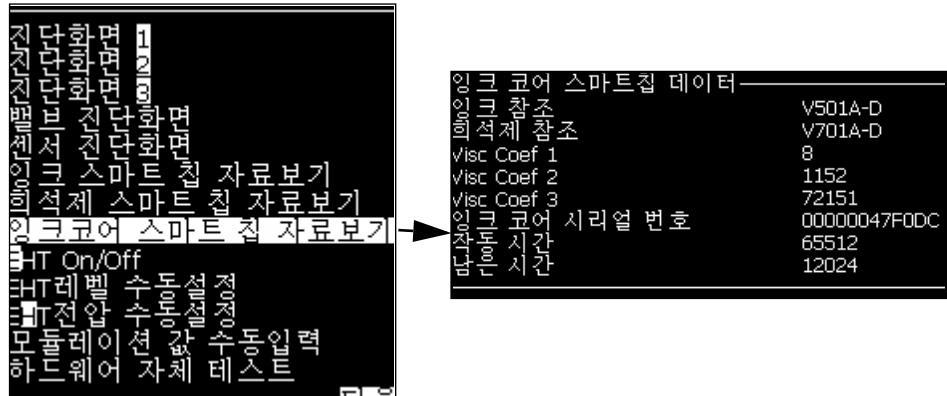 진단화면 1
진단화면 2
진단화면 3
밸브 진단화면
센서 진단화면
잉크 스마트 칩 자료보기
희석제 스마트 칩 자료보기
잉크코어 스마트 칩 자료보기
EHT On/Off
EHT레벨 수동설정
EHT전압 수동설정
모듈레이션 값 수동입력
하드웨어 자체 테스트
잉크 코어 스마트칩 데이터
잉크 참조 V501A-D
희석제 참조 V701A-D
Visc Coef 1 8
Visc Coef 2 1152
Visc Coef 3 72151
잉크 코어 시리얼 번호 00000047F0DC
작동 시간 65512
남은 시간 12024